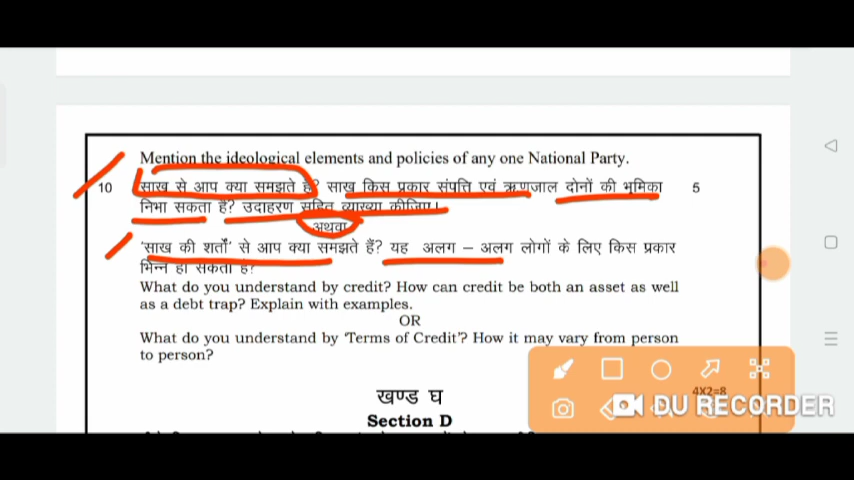 Mention the ideological elements and policies of any one National Party.
10 साख से आप क्या समझते हैं? साख किस प्रकार संपत्ति एवं ऋणजाल दोनों की भूमिका 5
निभा सकता है? उदाहरण सहित व्याख्या कीजिए।
अथवा
'साख की शर्तों' से आप क्या समझते हैं? यह अलग – अलग लोगों के लिए किस प्रकार
भिन्न हो सकता है?
What do you understand by credit? How can credit be both an asset as well
as a debt trap? Explain with examples.
OR
What do you understand by 'Terms of Credit'? How it may vary from person
to person?
4X2=8
खण्ड घ
DU RECORDER
Section D